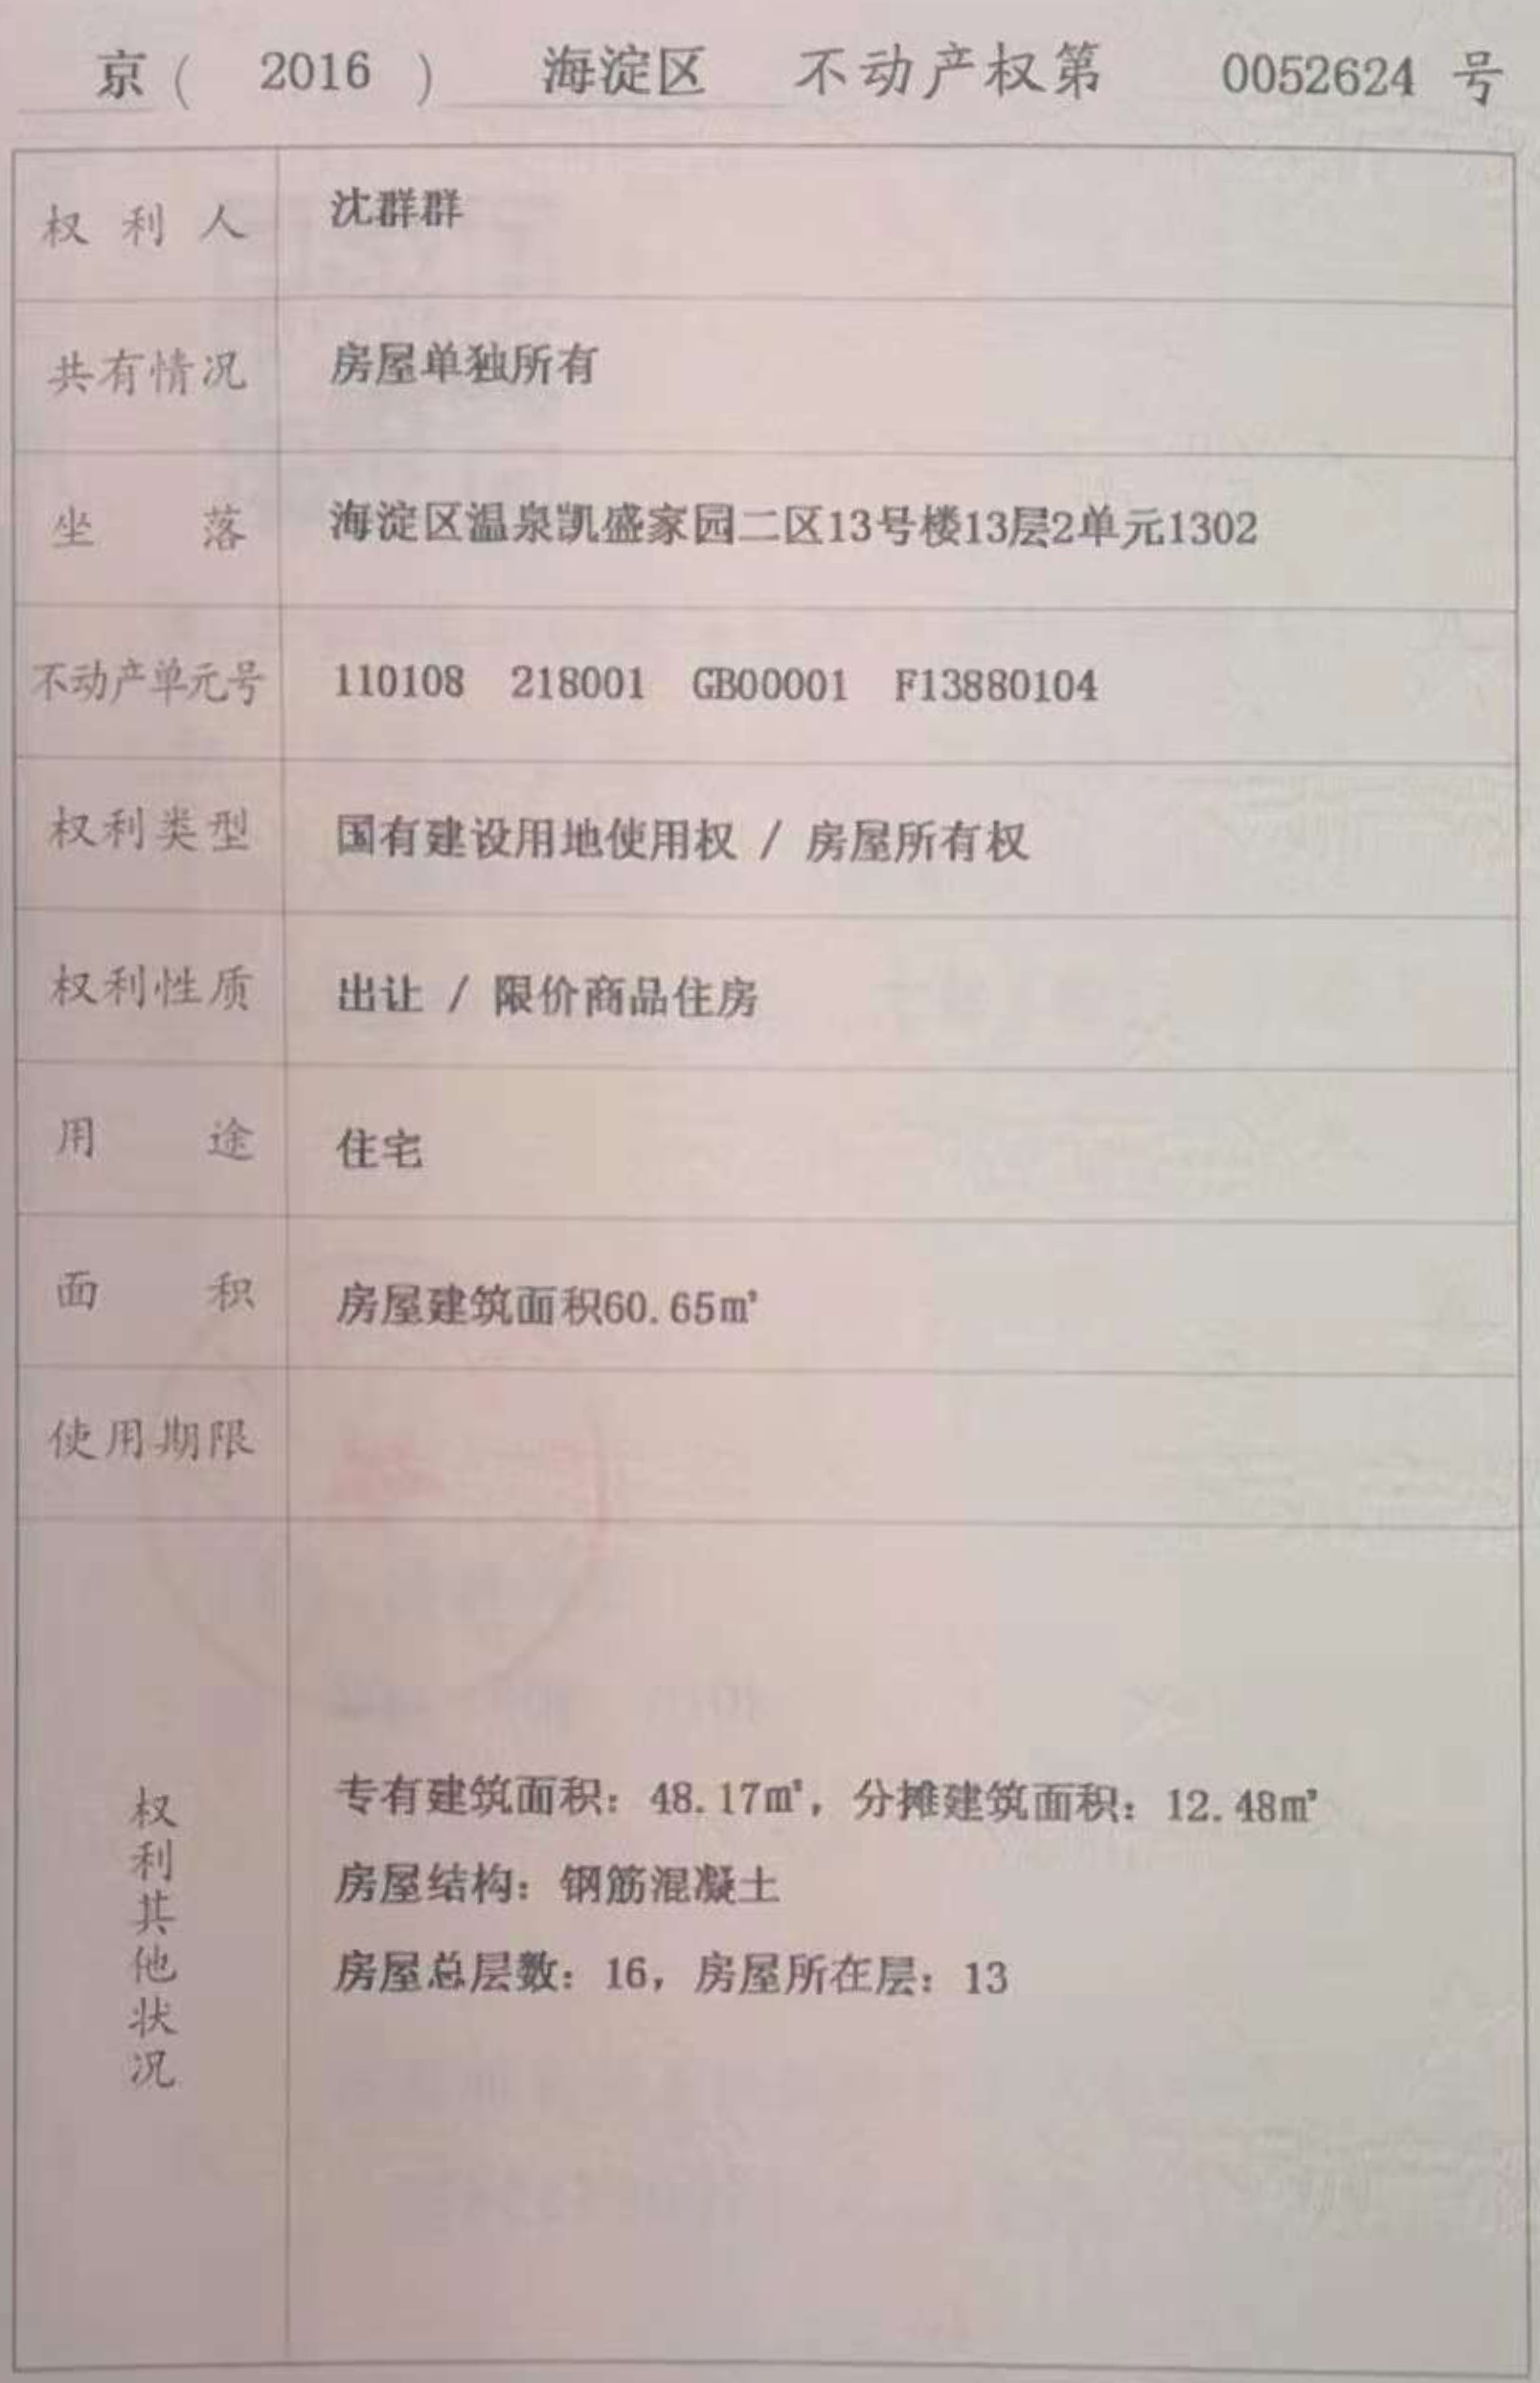 京（ 2016 ） 海淀区 不动产权第 0052624 号
权利人 沈群群
共有情况 房屋单独所有
坐落 海淀区温泉凯盛家园二区13号楼13层2单元1302
不动产单元号 110108 218001 GB00001 F13880104
权利类型 国有建设用地使用权 / 房屋所有权
权利性质 出让 / 限价商品住房
用途 住宅
面积 房屋建筑面积60.65㎡
使用期限
权利其他状况
专有建筑面积：48.17㎡，分摊建筑面积：12.48㎡
房屋结构：钢筋混凝土
房屋总层数：16，房屋所在层：13